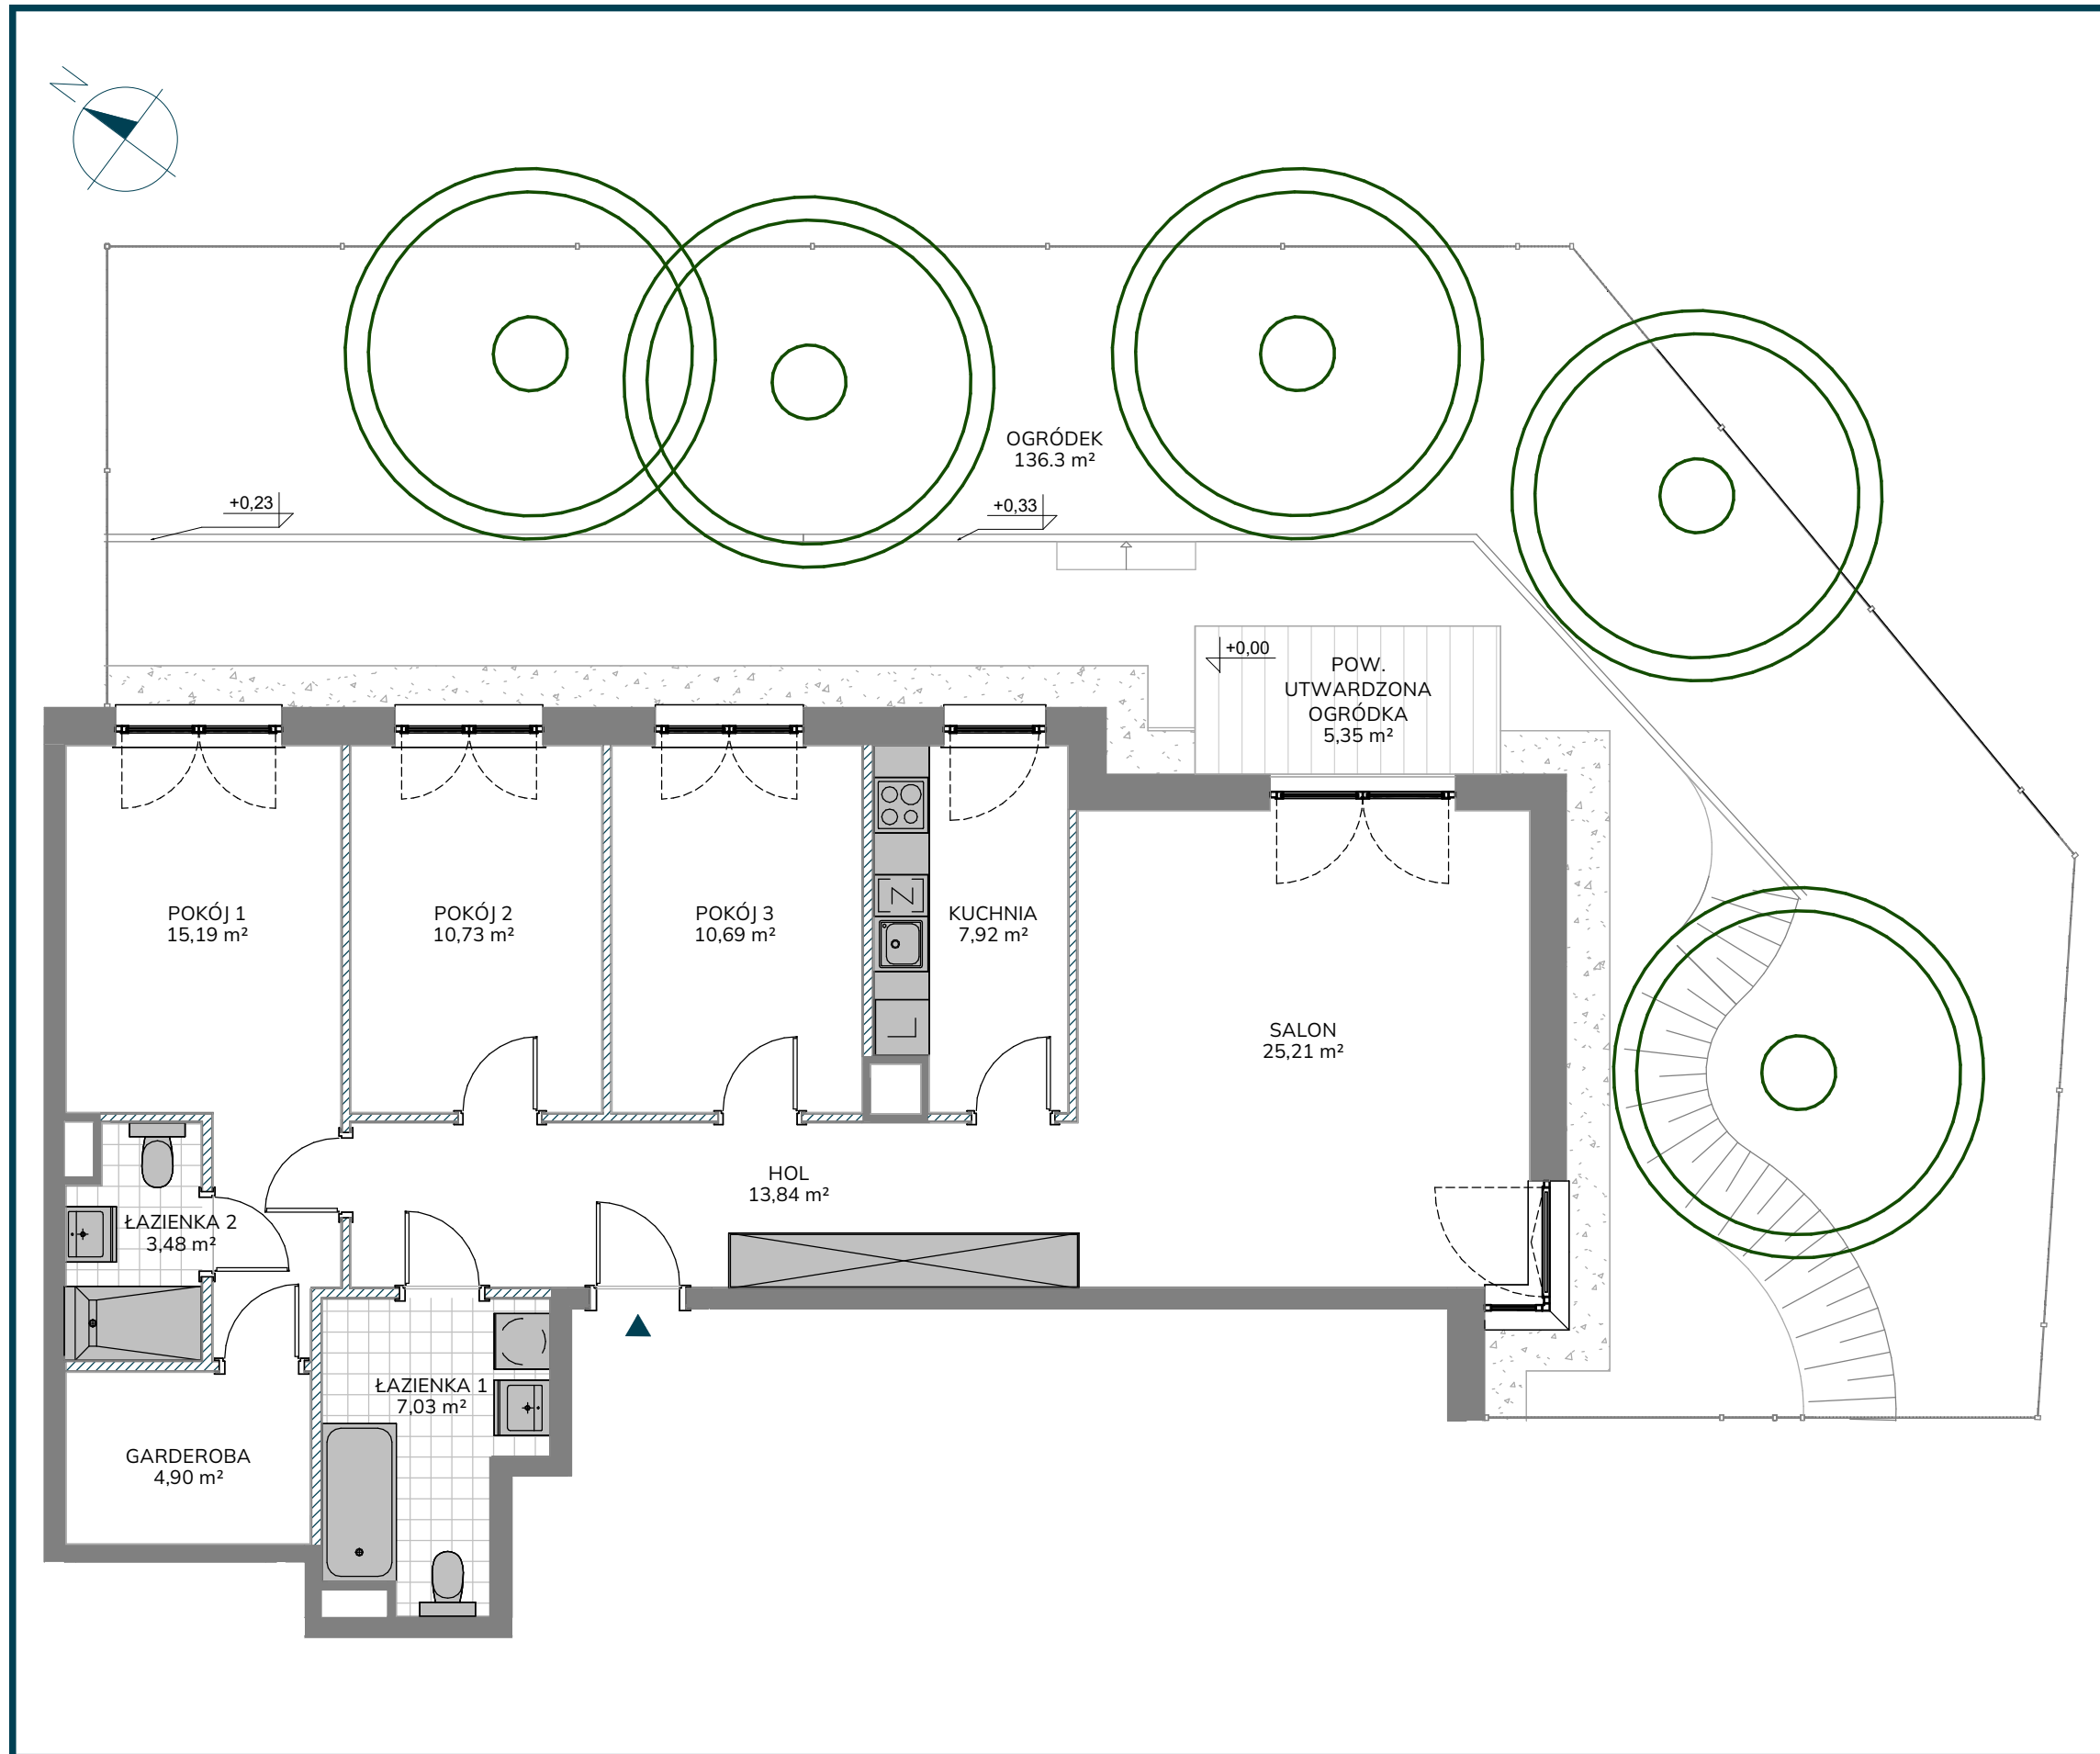 N
OGRÓDEK
136.3 m²
+0,23
+0,33
+0,00
POW.
UTWARDZONA
OGRÓDKA
5,35 m²
POKÓJ 1
15,19 m²
POKÓJ 2
10,73 m²
POKÓJ 3
10,69 m²
Z
L
KUCHNIA
7,92 m²
SALON
25,21 m²
HOL
13,84 m²
ŁAZIENKA 2
3,48 m²
ŁAZIENKA 1
7,03 m²
GARDEROBA
4,90 m²